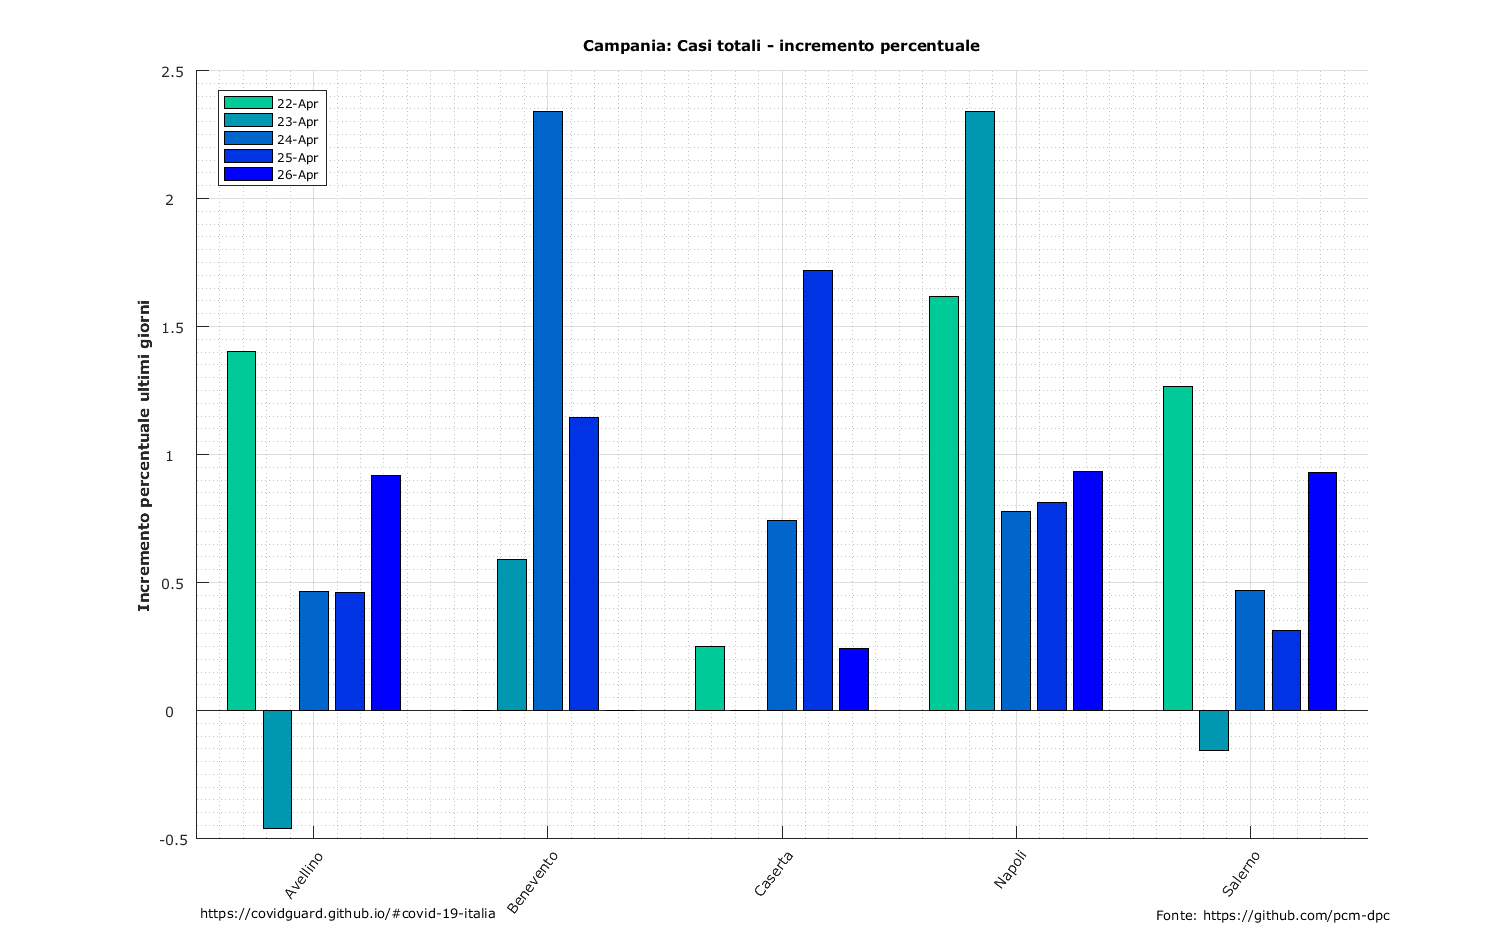 Campania: Casi totali - incremento percentuale
2.5
2
1.5
1
0.5
0
-0.5
Incremento percentuale ultimi giorni
22-Apr
23-Apr
24-Apr
25-Apr
26-Apr
Avellino
Benevento
Caserta
Napoli
Salerno
https://covidguard.github.io/#covid-19-italia
Fonte: https://github.com/pcm-dpc